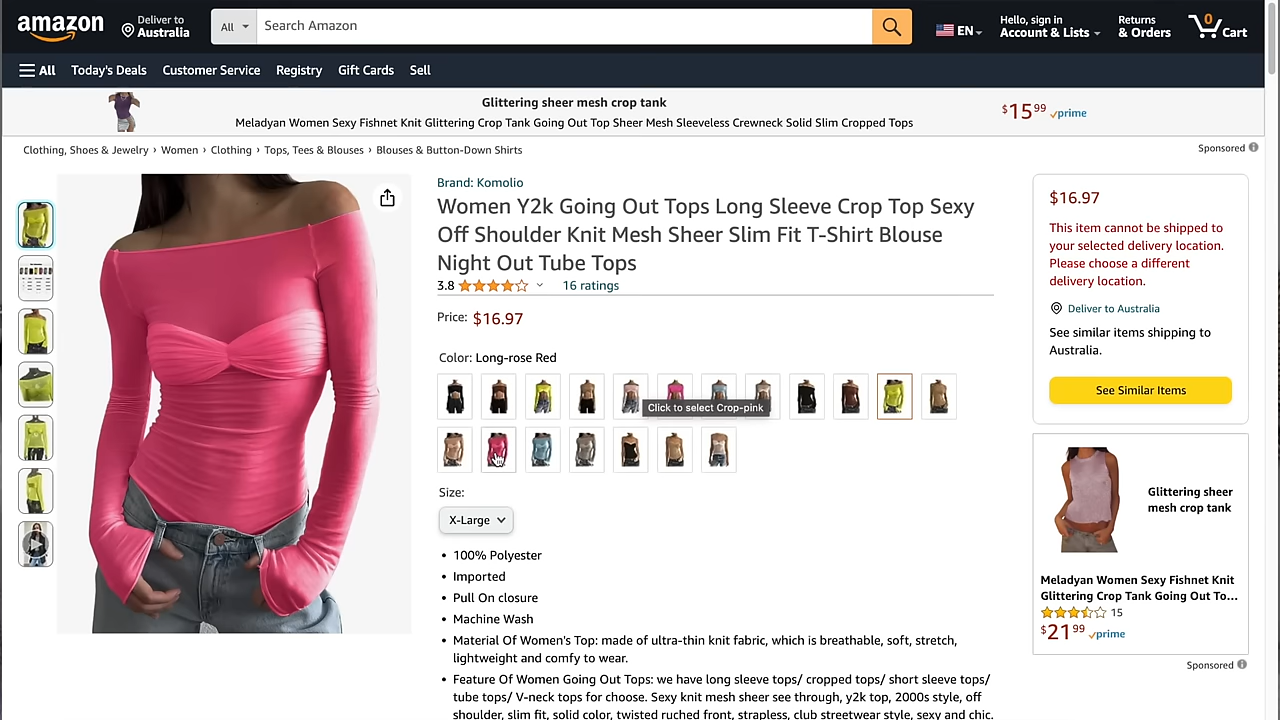 amazon
Deliver to
Australia
All
Search Amazon
EN
Hello, sign in
Account & Lists
Returns
& Orders
0
Cart
All
Today's Deals
Customer Service
Registry
Gift Cards
Sell
Glittering sheer mesh crop tank
Meladyan Women Sexy Fishnet Knit Glittering Crop Tank Going Out Top Sheer Mesh Sleeveless Crewneck Solid Slim Cropped Tops
$15 99 prime
Clothing, Shoes & Jewelry › Women › Clothing › Tops, Tees & Blouses › Blouses & Button-Down Shirts
Sponsored
Brand: Komolio
Women Y2k Going Out Tops Long Sleeve Crop Top Sexy
Off Shoulder Knit Mesh Sheer Slim Fit T-Shirt Blouse
Night Out Tube Tops
3.8
16 ratings
Price: $16.97
Color: Long-rose Red
Click to select Crop-pink
Size:
X-Large
• 100% Polyester
• Imported
• Pull On closure
• Machine Wash
• Material Of Women's Top: made of ultra-thin knit fabric, which is breathable, soft, stretch,
lightweight and comfy to wear.
• Feature Of Women Going Out Tops: we have long sleeve tops/ cropped tops/ short sleeve tops/
tube tops/ V-neck tops for choose. Sexy knit mesh sheer see through, y2k top, 2000s style, off
shoulder, slim fit, solid color, twisted ruched front, strapless, club streetwear style, sexy and chic.
$16.97
This item cannot be shipped to
your selected delivery location.
Please choose a different
delivery location.
Deliver to Australia
See similar items shipping to
Australia.
See Similar Items
Glittering sheer
mesh crop tank
Meladyan Women Sexy Fishnet Knit
Glittering Crop Tank Going Out To...
15
$21 99 prime
Sponsored